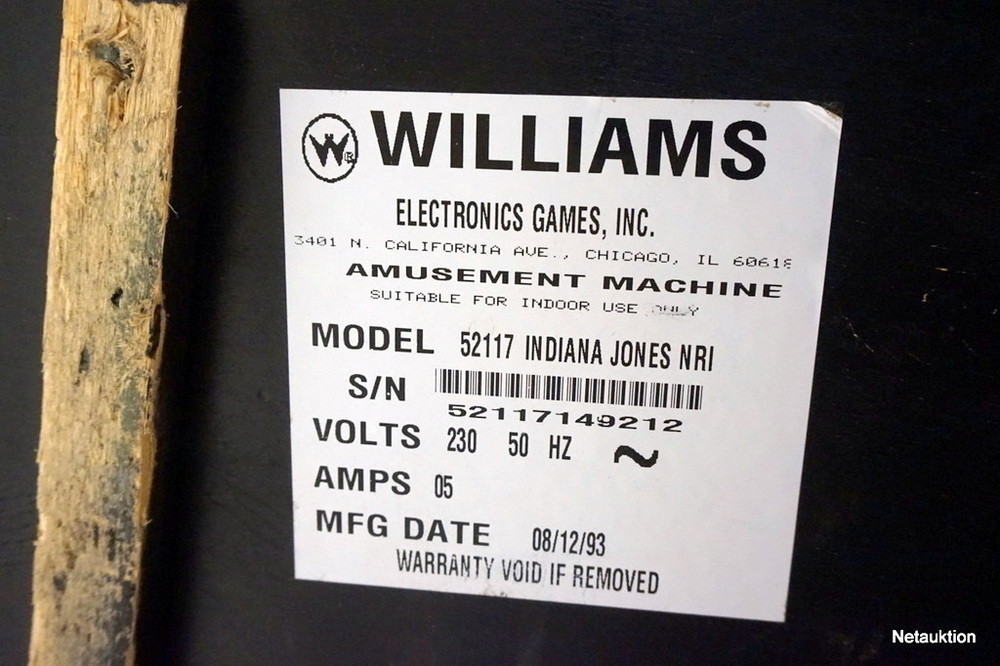 W® WILLIAMS
ELECTRONICS GAMES, INC.
3401 N. CALIFORNIA AVE., CHICAGO, IL 60618
AMUSEMENT MACHINE
SUITABLE FOR INDOOR USE ONLY
MODEL 52117 INDIANA JONES NRI
S/N
52117149212
VOLTS 230 50 HZ ~
AMPS 05
MFG DATE 08/12/93
WARRANTY VOID IF REMOVED
Netauktion